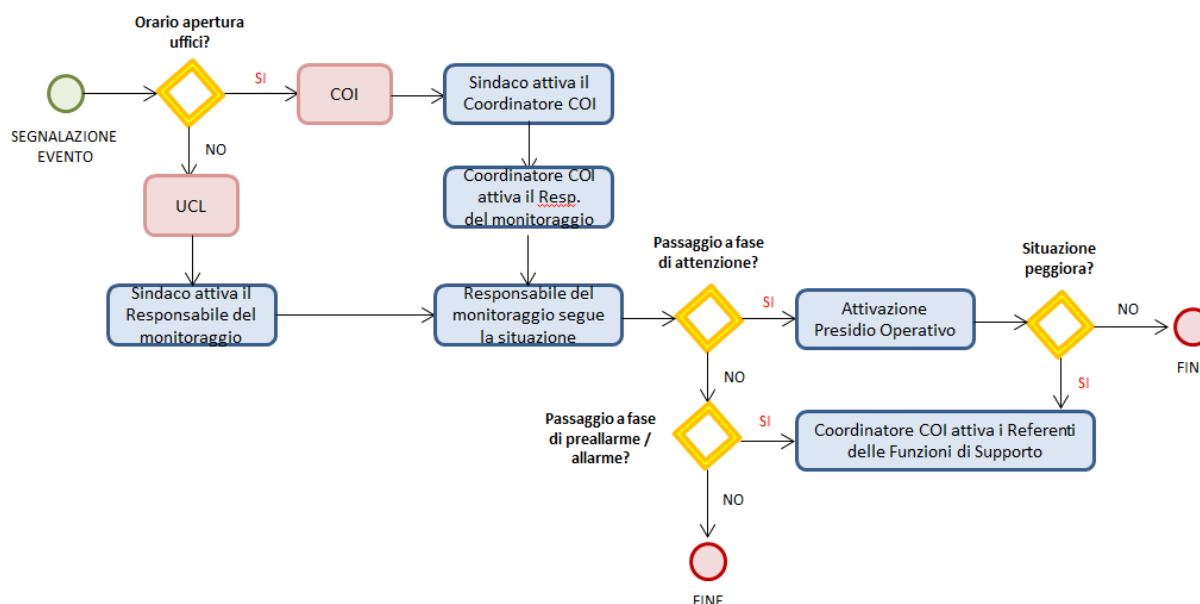 Orario apertura
uffici?
SI
COI
Sindaco attiva il
Coordinatore COI
SEGNALAZIONE
EVENTO
NO
UCL
Coordinatore COI
attiva il Resp.
del monitoraggio
Sindaco attiva il
Responsabile del
monitoraggio
Responsabile del
monitoraggio segue
la situazione
Passaggio a fase
di attenzione?
SI
Attivazione
Presidio Operativo
Situazione
peggiora?
NO
FIN
SI
NO
Passaggio a fase
di preallarme /
allarme?
SI
Coordinatore COI attiva i Referenti
delle Funzioni di Supporto
NO
FINE